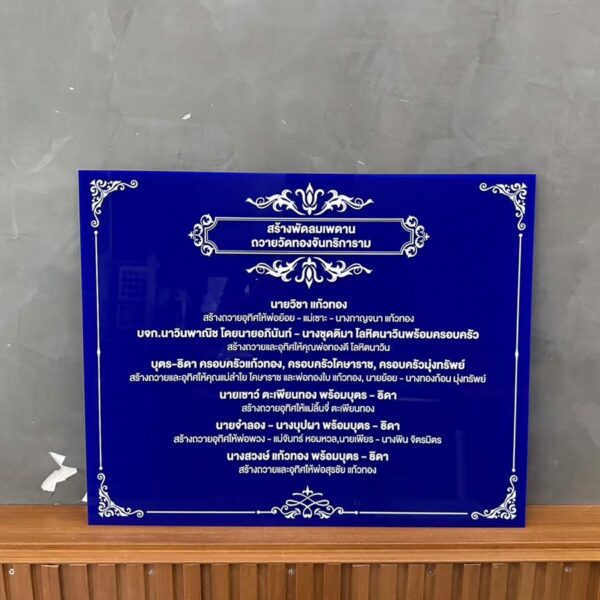 สร้างพัดลมเพดาน
ถวายวัดทองจันทริการาม
นายวิชา แก้วทอง
สร้างถวายอุทิศให้พ่อย้อย - แม่เซาะ - นางกาญจนา แก้วทอง
บจก.นาวินพาณิช โดยนายอภินันท์ - นางชุดติมา โลหิตนาวินพร้อมครอบครัว
สร้างถวายและอุทิศให้คุณพ่อทองดี โลหิตนาวิน
บุตร-ธิดา ครอบครัวแก้วทอง, ครอบครัวโคษาราช, ครอบครัวมุ่งทรัพย์
สร้างถวายและอุทิศให้คุณแม่ลำไย โคษาราช และพ่อทองใบ แก้วทอง, นายย้อย - นางทองก้อน มุ่งทรัพย์
นายเชาว์ ตะเพียนทอง พร้อมบุตร - ธิดา
สร้างถวายอุทิศให้แม่ลิ้นจี่ ตะเพียนทอง
นายจำลอง - นางบุปผา พร้อมบุตร - ธิดา
สร้างถวายอุทิศให้พ่อพวง - แม่จันทร์ หอมหวล,นายเพียร - นางพิน จิตรมิตร
นางสวงษ์ แก้วทอง พร้อมบุตร - ธิดา
สร้างถวายและอุทิศให้พ่อสุรชัย แก้วทอง